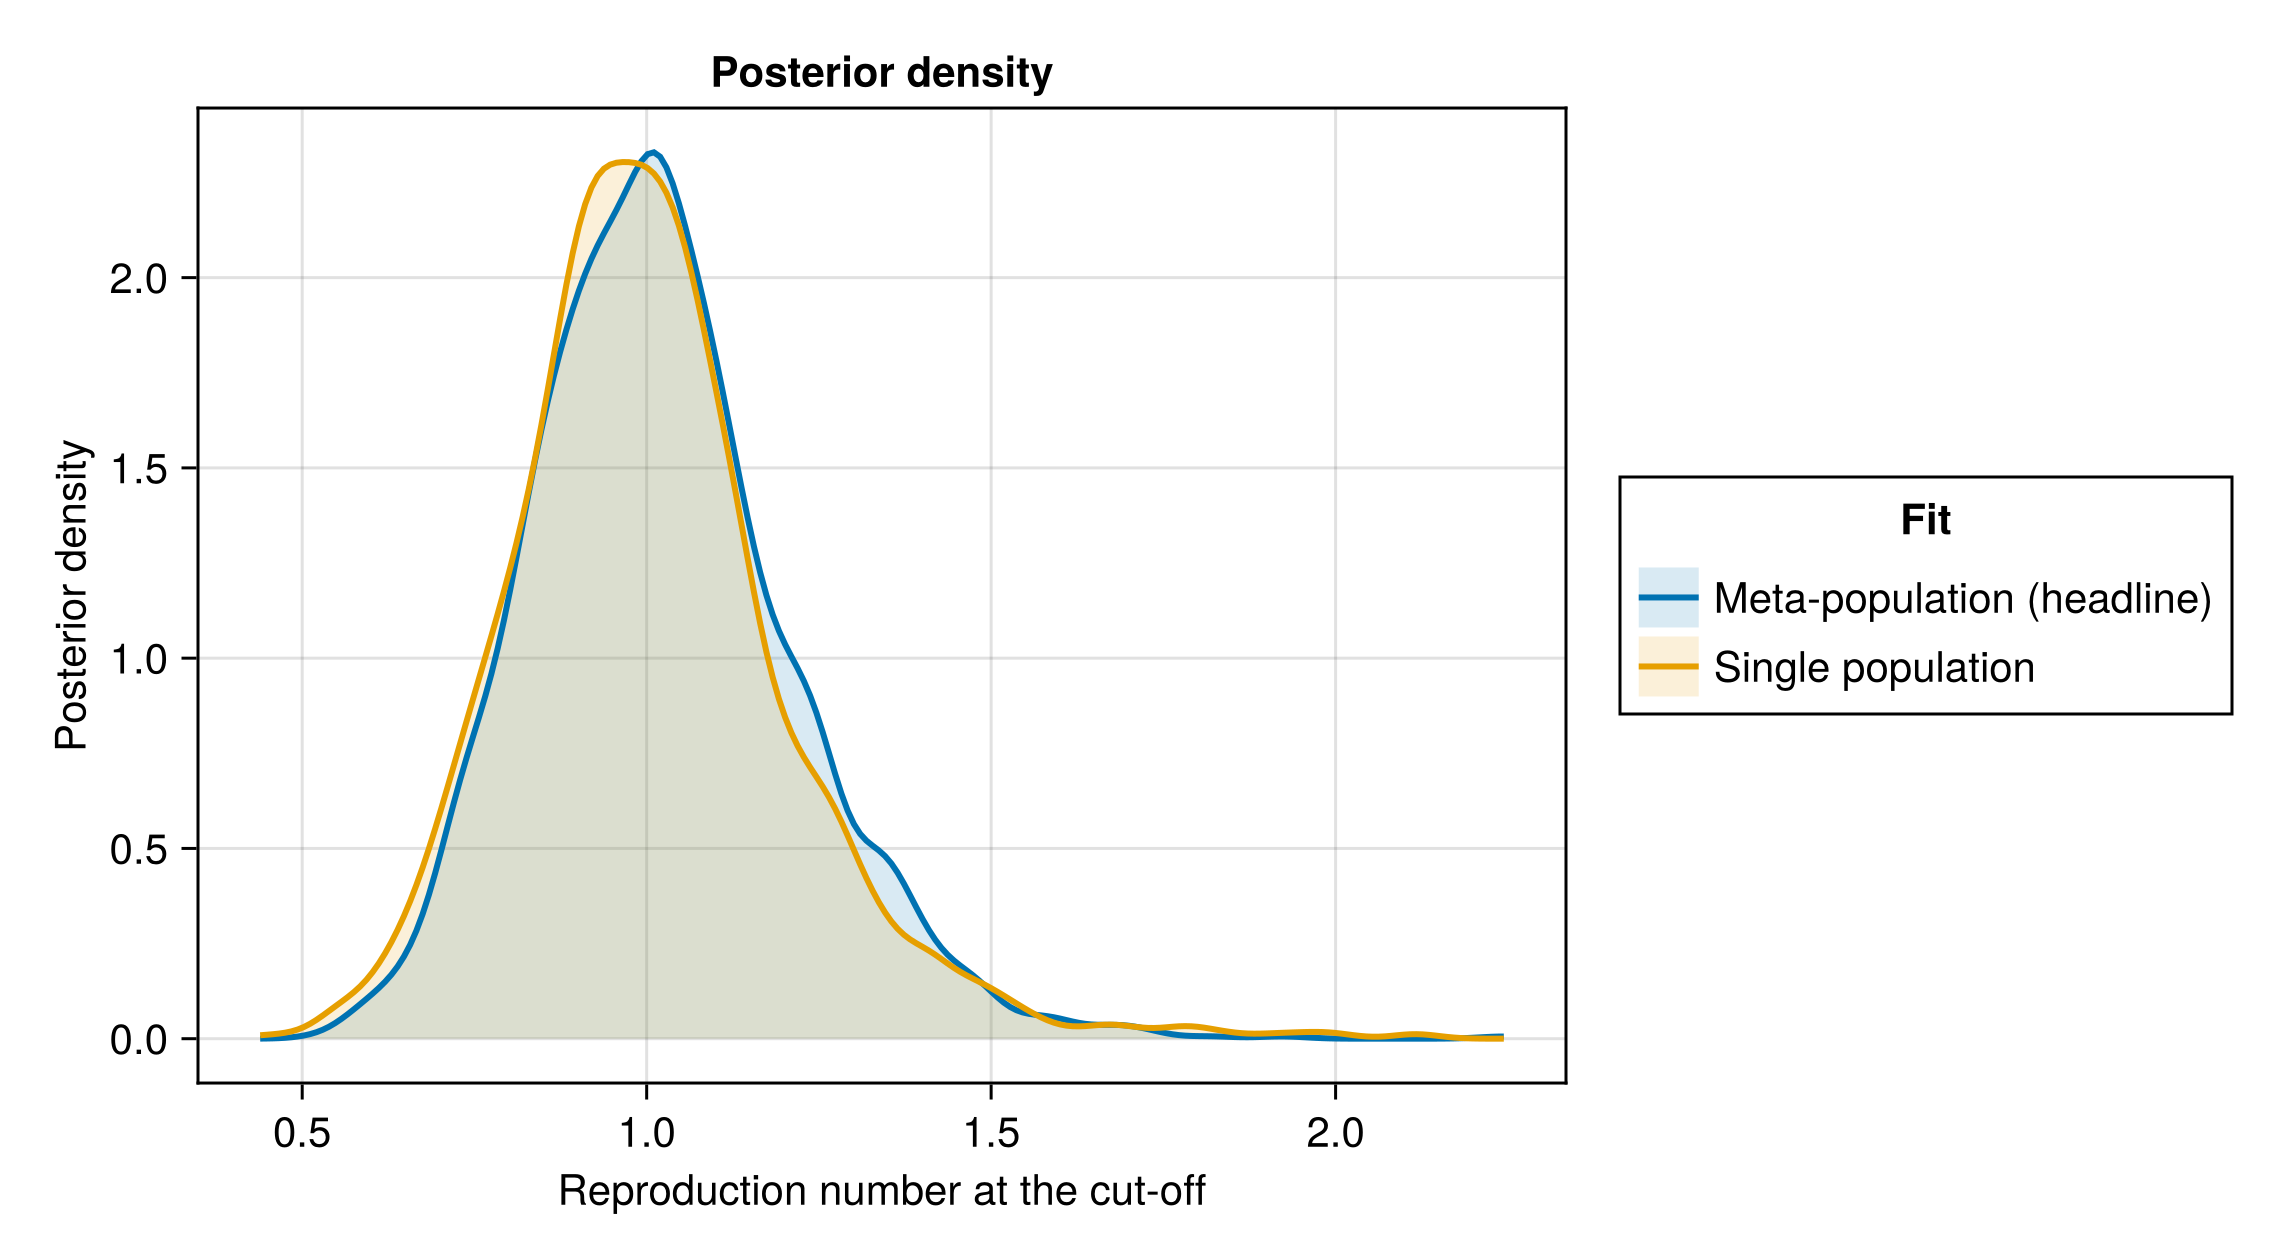 Posterior density
Posterior density
2.0
1.5
1.0
0.5
0.0
0.5
1.0
1.5
2.0
Reproduction number at the cut-off
Fit
Meta-population (headline)
Single population